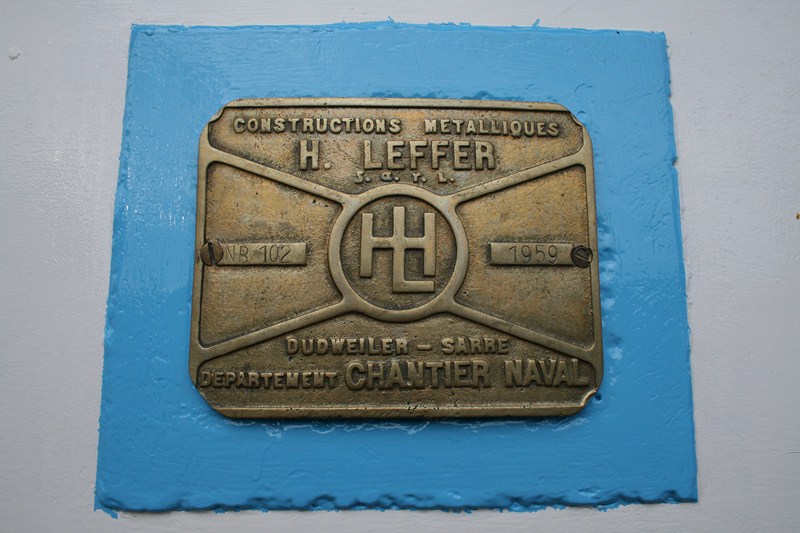 CONSTRUCTIONS METALLIQUES
H. LEFFER
S. a. r. L.
HL
NB 102
1959
DUDWEILER – SARRE
DEPARTEMENT CHANTIER NAVAL